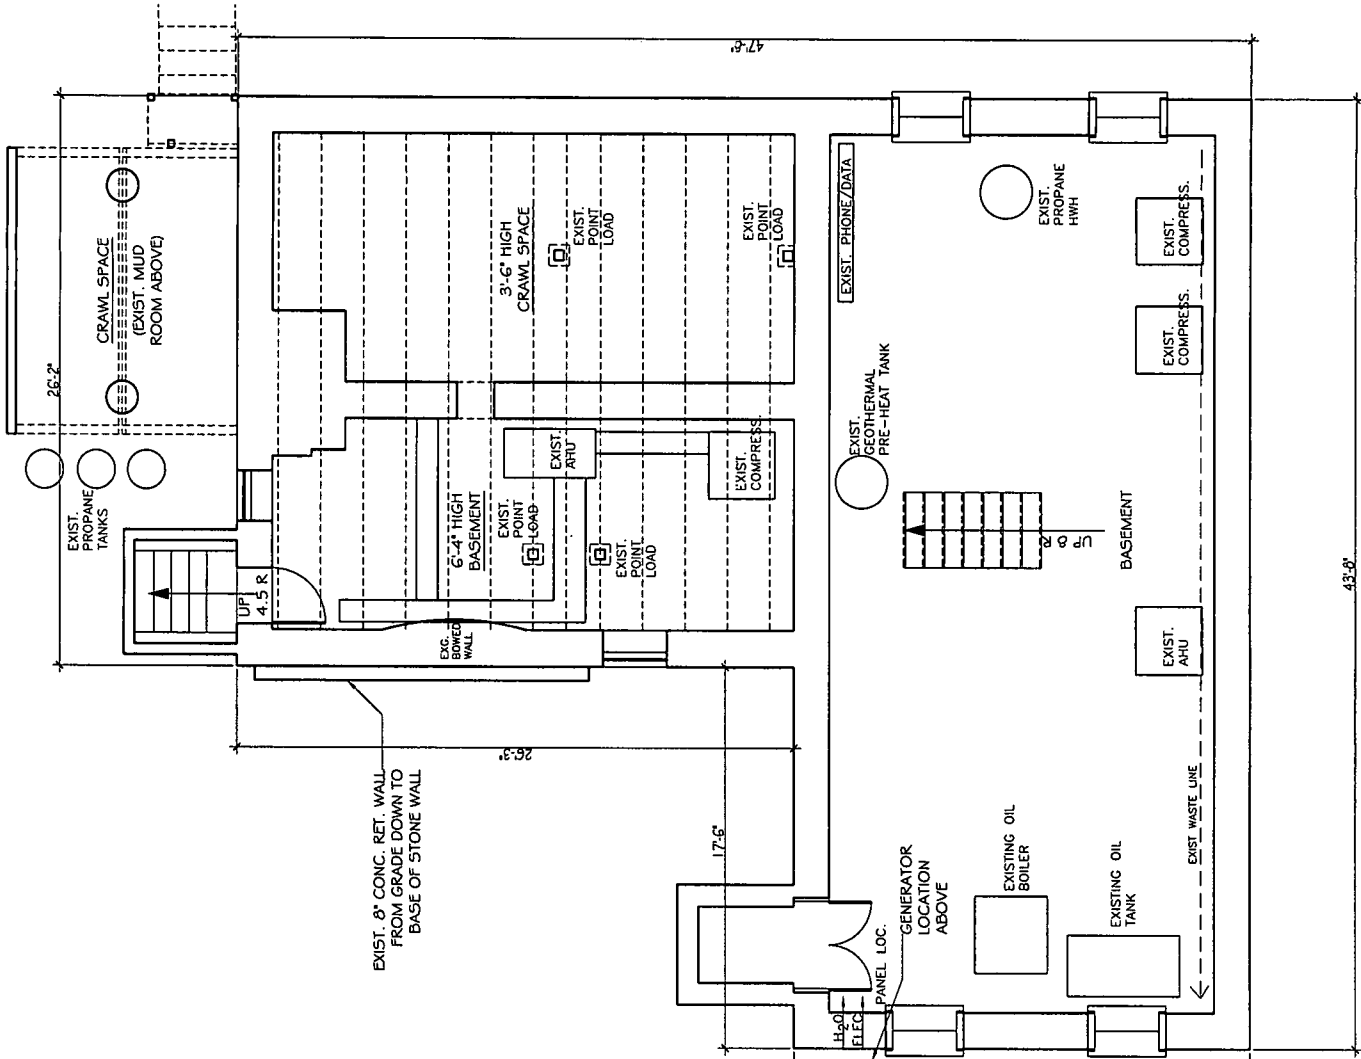 47'-6"
26'-2"
CRAWL SPACE
(EXIST. MUD
ROOM ABOVE)
EXIST.
PROPANE
TANKS
UP
4.5 R
3'-6" HIGH
CRAWL SPACE
EXIST.
POINT
LOAD
EXIST.
POINT
LOAD
6'-4" HIGH
BASEMENT
EXIST.
POINT
LOAD
EXIST.
POINT
LOAD
EXIST.
AHU
EXIST.
COMPRESS.
EXG.
BOWED
WALL
EXIST. 8" CONC. RET. WALL
FROM GRADE DOWN TO
BASE OF STONE WALL
26'-3"
17'-6"
EXIST. PHONE/DATA
EXIST.
PROPANE
HWH
EXIST.
COMPRESS.
EXIST.
COMPRESS.
EXIST.
GEOTHERMAL
PRE-HEAT TANK
UP 8 R
BASEMENT
EXIST.
AHU
EXIST WASTE LINE
EXISTING OIL
BOILER
EXISTING OIL
TANK
GENERATOR
LOCATION
ABOVE
PANEL LOC.
H2O
ELEC
43'-8"